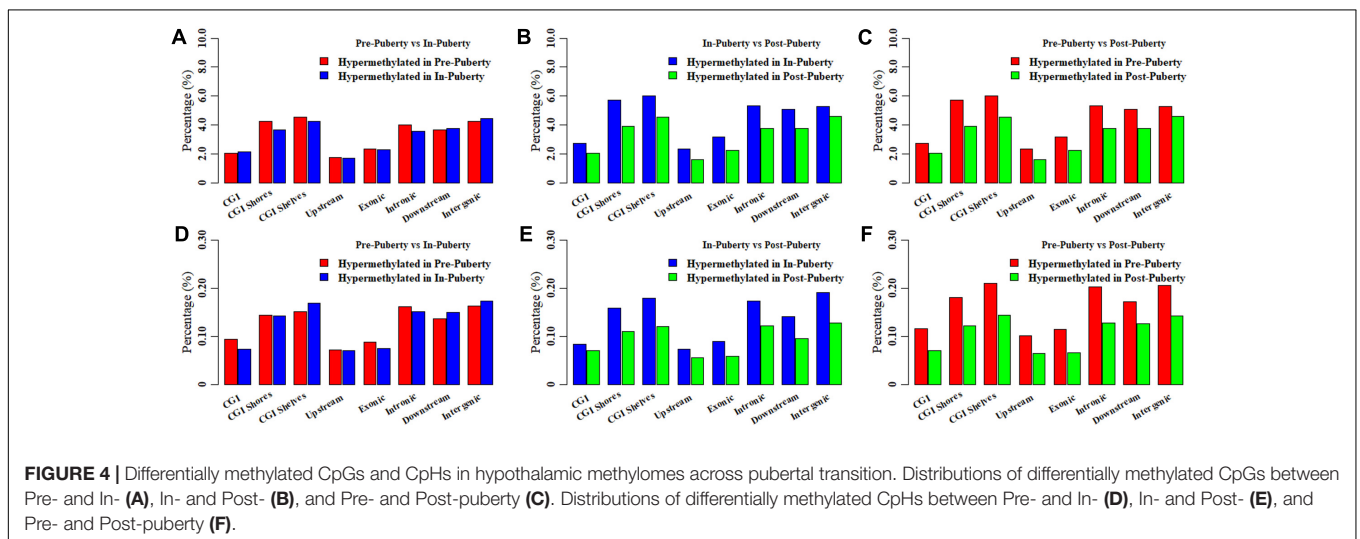 A
Pre-Puberty vs In-Puberty
Hypermethylated in Pre-Puberty
Hypermethylated in In-Puberty
Percentage (%)
10.0
8.0
6.0
4.0
2.0
0
CGI
CGI Shores
CGI Shelves
Upstream
Exonic
Intronic
Downstream
Intergenic
B
In-Puberty vs Post-Puberty
Hypermethylated in In-Puberty
Hypermethylated in Post-Puberty
Percentage (%)
10.0
8.0
6.0
4.0
2.0
0
CGI
CGI Shores
CGI Shelves
Upstream
Exonic
Intronic
Downstream
Intergenic
C
Pre-Puberty vs Post-Puberty
Hypermethylated in Pre-Puberty
Hypermethylated in Post-Puberty
Percentage (%)
10.0
8.0
6.0
4.0
2.0
0
CGI
CGI Shores
CGI Shelves
Upstream
Exonic
Intronic
Downstream
Intergenic
D
Pre-Puberty vs In-Puberty
Hypermethylated in Pre-Puberty
Hypermethylated in In-Puberty
Percentage (%)
0.30
0.20
0.10
0
CGI
CGI Shores
CGI Shelves
Upstream
Exonic
Intronic
Downstream
Intergenic
E
In-Puberty vs Post-Puberty
Hypermethylated in In-Puberty
Hypermethylated in Post-Puberty
Percentage (%)
0.30
0.20
0.10
0
CGI
CGI Shores
CGI Shelves
Upstream
Exonic
Intronic
Downstream
Intergenic
F
Pre-Puberty vs Post-Puberty
Hypermethylated in Pre-Puberty
Hypermethylated in Post-Puberty
Percentage (%)
0.30
0.20
0.10
0
CGI
CGI Shores
CGI Shelves
Upstream
Exonic
Intronic
Downstream
Intergenic
FIGURE 4 | Differentially methylated CpGs and CpHs in hypothalamic methylomes across pubertal transition. Distributions of differentially methylated CpGs between
Pre- and In- (A), In- and Post- (B), and Pre- and Post-puberty (C). Distributions of differentially methylated CpHs between Pre- and In- (D), In- and Post- (E), and
Pre- and Post-puberty (F).